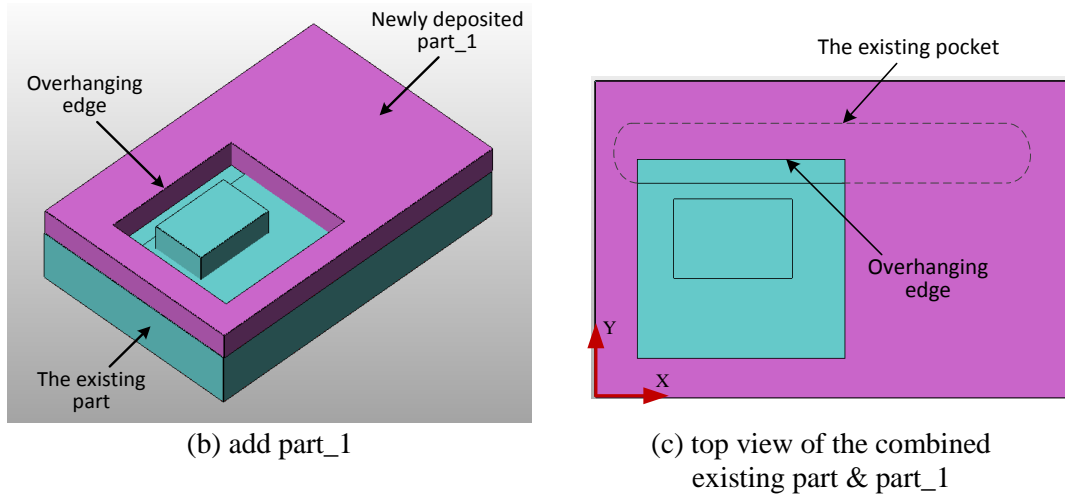 Newly deposited
part_1
Overhanging
edge
The existing
part
(b) add part_1
The existing pocket
Overhanging
edge
Y
X
(c) top view of the combined
existing part & part_1